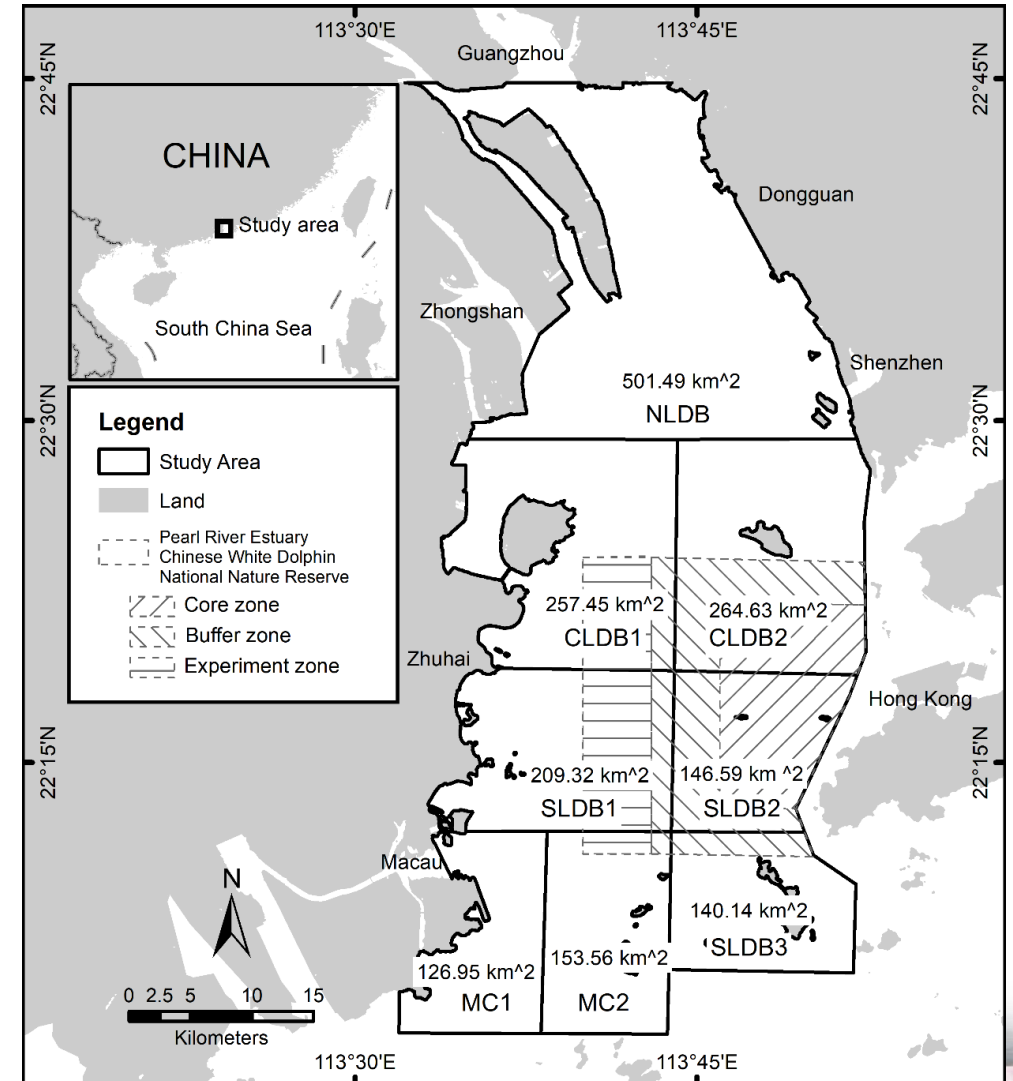 113°30'E
113°45'E
Guangzhou
22°45'N
22°45'N
CHINA
Study area
South China Sea
Dongguan
Zhongshan
Shenzhen
501.49 km^2
NLDB
22°30'N
22°30'N
Legend
Study Area
Land
Pearl River Estuary
Chinese White Dolphin
National Nature Reserve
Core zone
Buffer zone
Experiment zone
257.45 km^2
CLDB1
264.63 km^2
CLDB2
Zhuhai
Hong Kong
22°15'N
22°15'N
209.32 km^2
SLDB1
146.59 km ^2
SLDB2
Macau
N
140.14 km^2
SLDB3
126.95 km^2
MC1
153.56 km^2
MC2
0 2.5 5 10 15
Kilometers
113°30'E
113°45'E